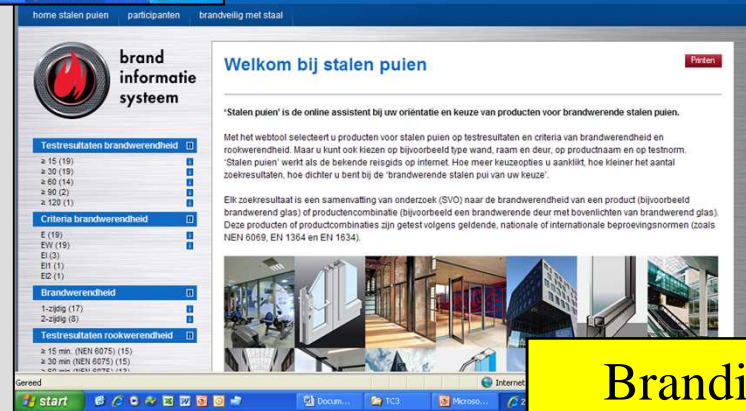 home stalen puien participanten brandveilig met staal
brand
informatie
systeem
Welkom bij stalen puien
Printen
'Stalen puien' is de online assistent bij uw oriëntatie en keuze van producten voor brandwerende stalen puien.
Met het webtool selecteert u producten voor stalen puien op testresultaten en criteria van brandwerendheid en
rookwerendheid. Maar u kunt ook kiezen op bijvoorbeeld type wand, raam en deur, op productnaam en op testnorm.
'Stalen puien' werkt als de bekende reisgids op internet. Hoe meer keuzeopties u aanklikt, hoe kleiner het aantal
zoekresultaten, hoe dichter u bent bij de 'brandwerende stalen pui van uw keuze'.
Elk zoekresultaat is een samenvatting van onderzoek (SVO) naar de brandwerendheid van een product (bijvoorbeeld
brandwerend glas) of productencombinatie (bijvoorbeeld een brandwerende deur met bovenlichten van brandwerend glas).
Deze producten of productcombinaties zijn getest volgens geldende, nationale of internationale beproevingsnormen (zoals
NEN 6069, EN 1364 en EN 1634).
Testresultaten brandwerendheid
≥ 15 (19)
≥ 30 (19)
≥ 60 (14)
≥ 90 (2)
≥ 120 (1)
Criteria brandwerendheid
E (19)
EW (19)
EI (3)
EI1 (1)
EI2 (1)
Brandwerendheid
1-zijdig (17)
2-zijdig (8)
Testresultaten rookwerendheid
≥ 15 min. (NEN 6075) (15)
≥ 30 min (NEN 6075) (15)
Gereed
Internet
start
Docum...
TC3
Microso...
Brandi